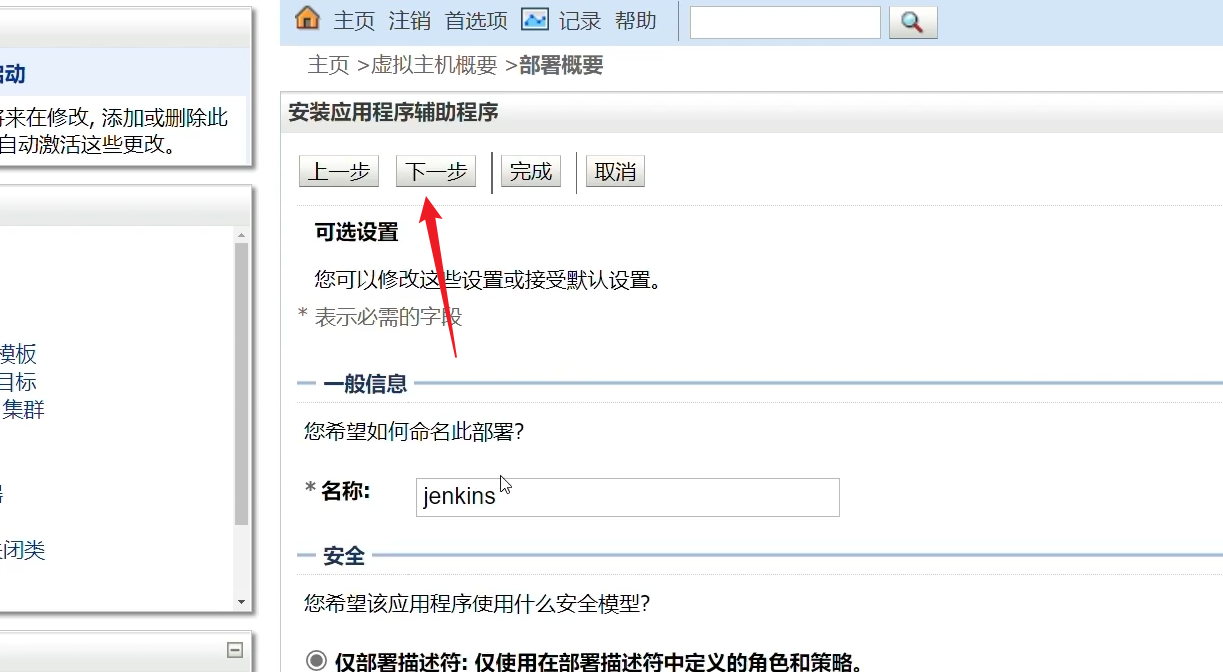 主页 注销 首选项 记录 帮助
主页 >虚拟主机概要 >部署概要
动
来在修改, 添加或删除此
自动激活这些更改。
模板
目标
集群
闭类
安装应用程序辅助程序
上一步 下一步 完成 取消
可选设置
您可以修改这些设置或接受默认设置。
* 表示必需的字段
一般信息
您希望如何命名此部署?
* 名称: jenkins
安全
您希望该应用程序使用什么安全模型?
仅部署描述符: 仅使用在部署描述符中定义的角色和策略。